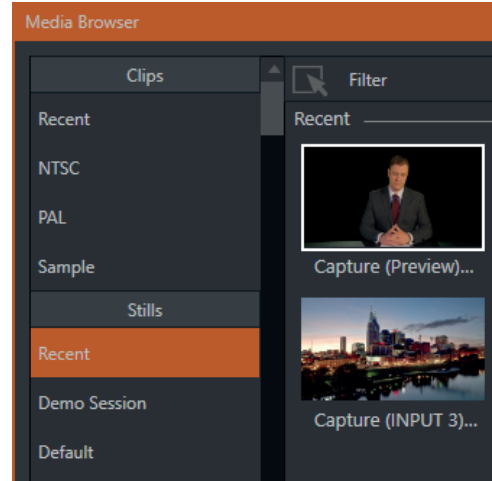 Media Browser
Clips
Recent
NTSC
PAL
Sample
Stills
Recent
Demo Session
Default
Filter
Recent
Capture (Preview)...
Capture (INPUT 3)...